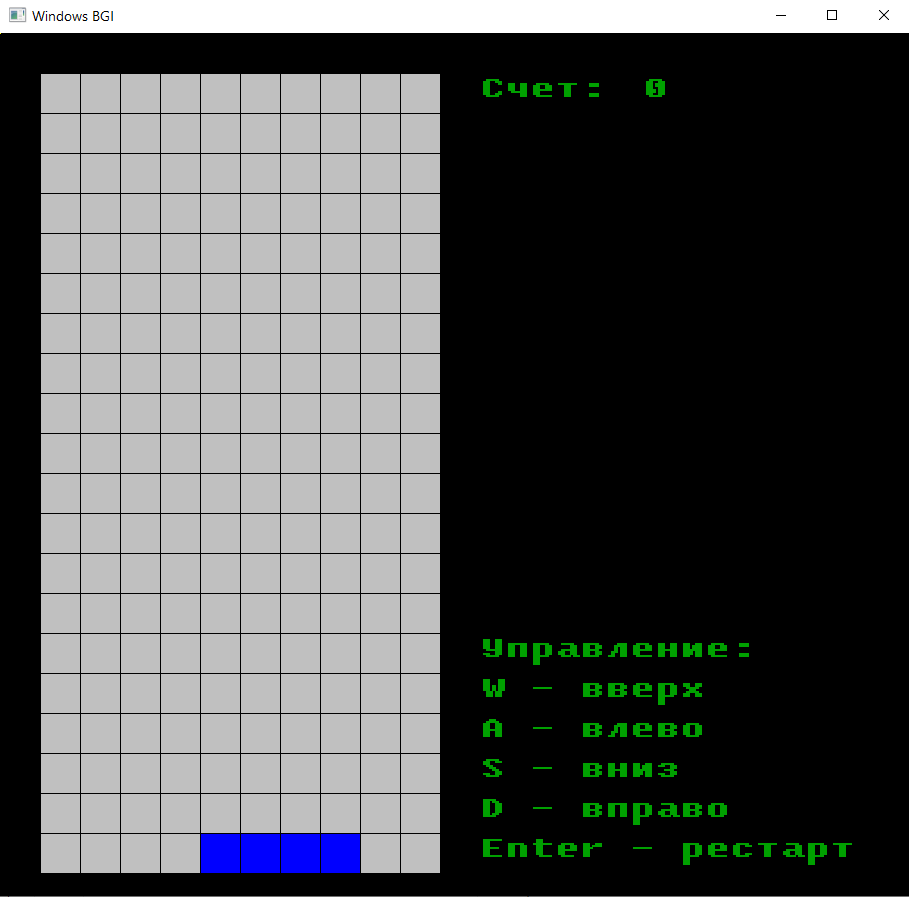 Windows BGI
Счет: 0
Управление:
W - вверх
A - влево
S - вниз
D - вправо
Enter - рестарт